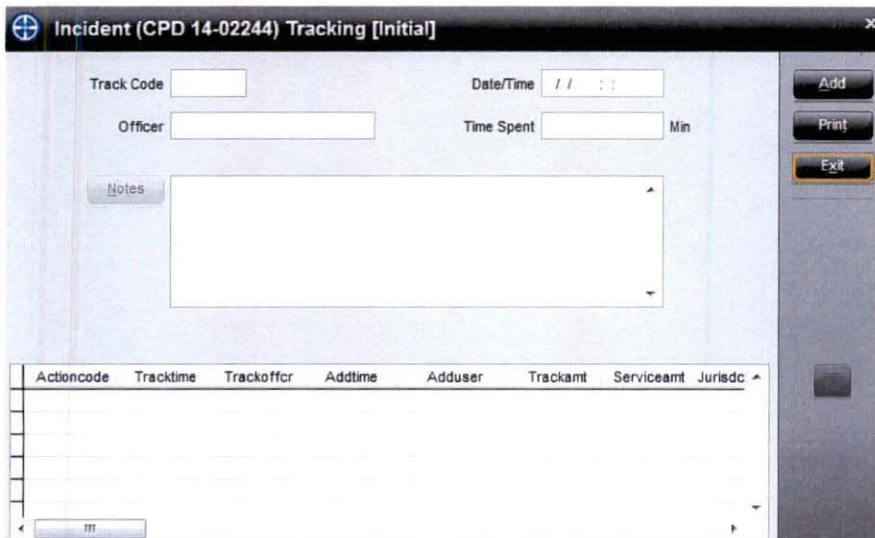 Incident (CPD 14-02244) Tracking [Initial]
Track Code Date/Time / / : : Add
Officer Time Spent Min Print
Exit
Notes
Actioncode Tracktime Trackoffcr Addtime Adduser Trackamt Serviceamt Jurisdc